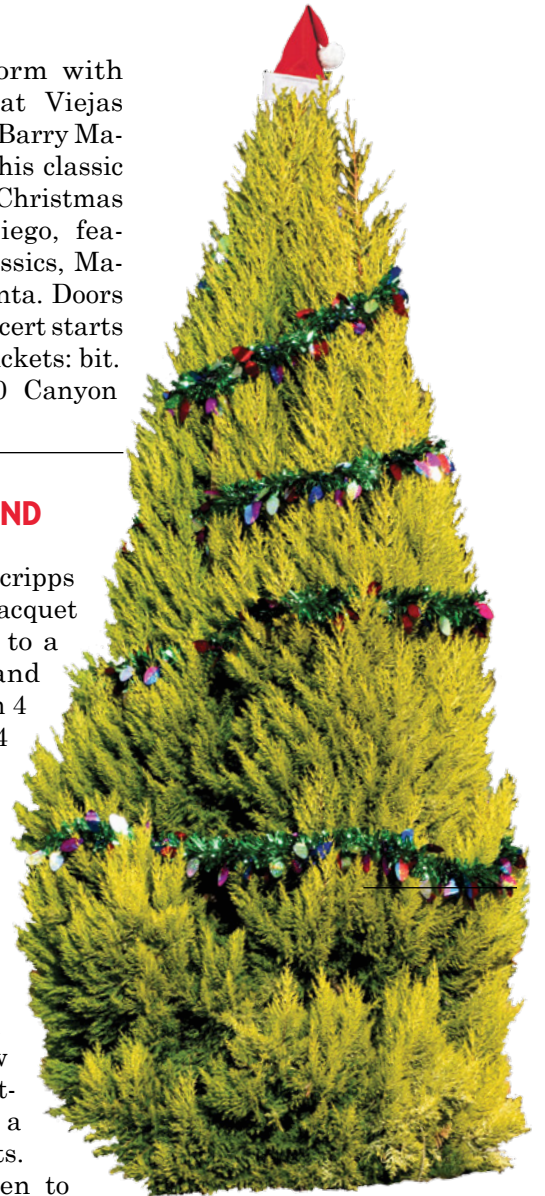 orm with
at Viejas
Barry Ma-
his classic
Christmas
iego, fea-
ssics, Ma-
nta. Doors
cert starts
ckets: bit.
0 Canyon
ND
cripps
acquet
to a
and
n 4
4
w
t-
a
ts.
en to